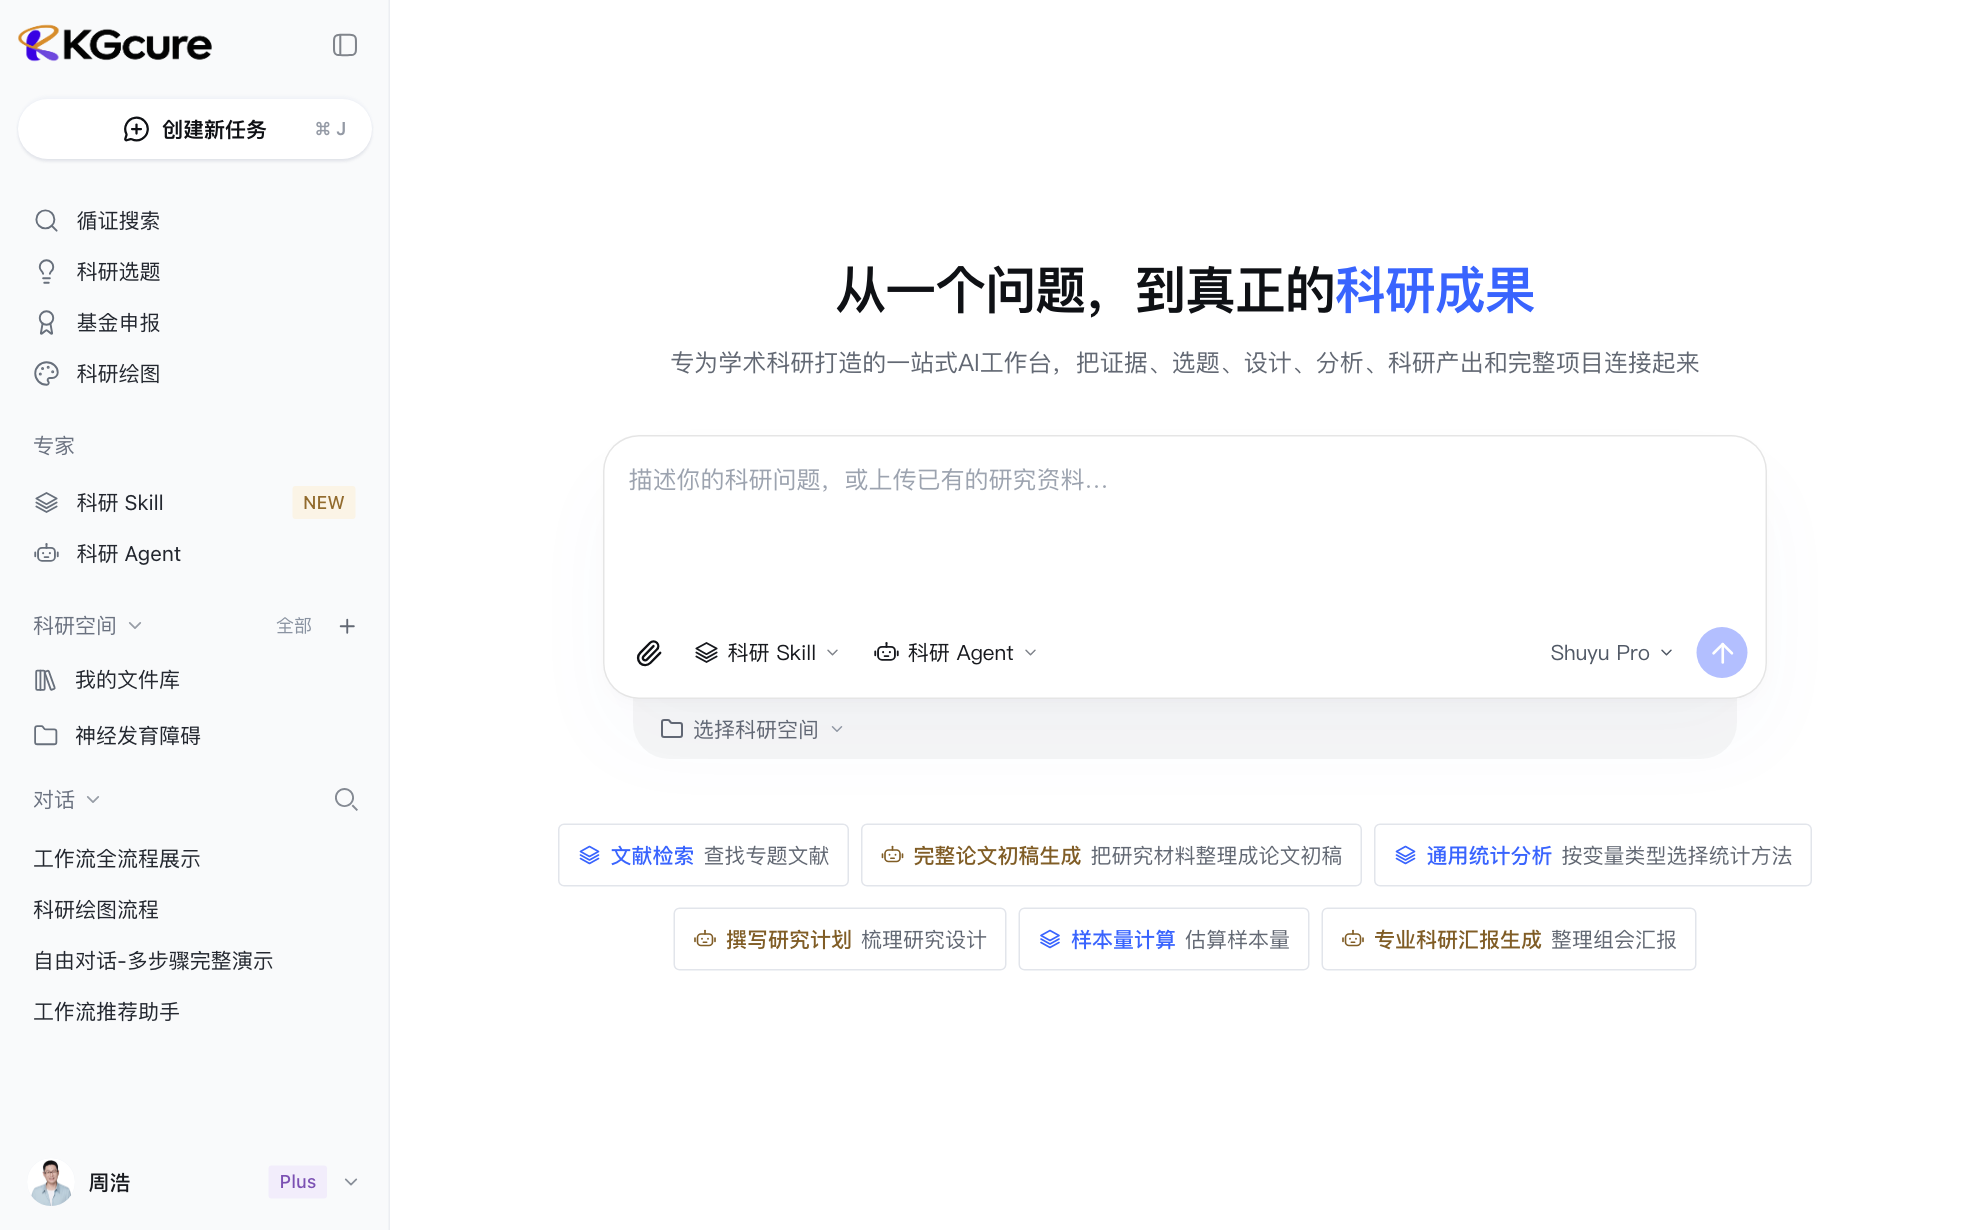 KGcure
创建新任务 ⌘ J
循证搜索
科研选题
基金申报
科研绘图
专家
科研 Skill NEW
科研 Agent
科研空间 全部
我的文件库
神经发育障碍
对话
工作流全流程展示
科研绘图流程
自由对话-多步骤完整演示
工作流推荐助手
周浩 Plus
从一个问题，到真正的科研成果
专为学术科研打造的一站式AI工作台，把证据、选题、设计、分析、科研产出和完整项目连接起来
描述你的科研问题，或上传已有的研究资料...
科研 Skill 科研 Agent Shuyu Pro
选择科研空间
文献检索 查找专题文献 完整论文初稿生成 把研究材料整理成论文初稿 通用统计分析 按变量类型选择统计方法
撰写研究计划 梳理研究设计 样本量计算 估算样本量 专业科研汇报生成 整理组会汇报